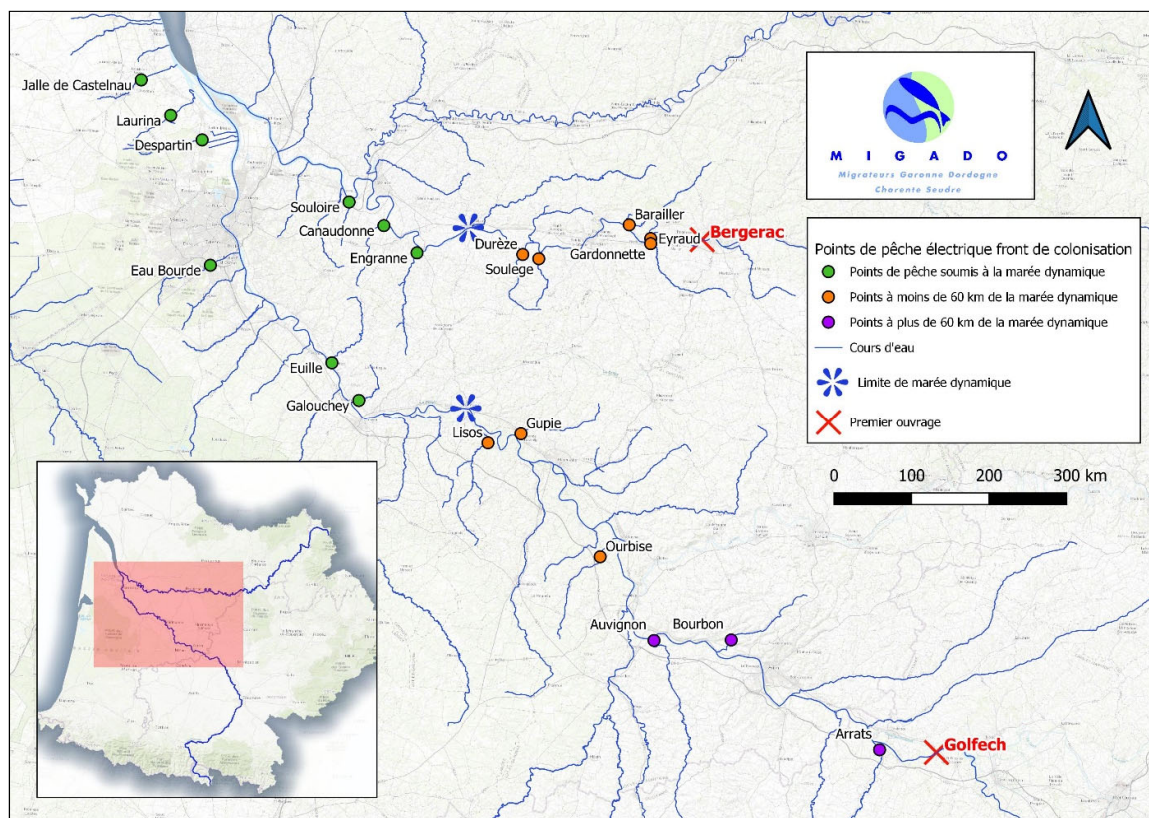 Jalle de Castelnau
Laurina
Despartin
Eau Bourde
Souloire
Canaudonne
Engranne
Durèze
Soulege
Barailler
Eyraud
Gardonnette
Bergerac
Euille
Galouchey
Lisos
Gupie
Ourbise
Auvignon
Bourbon
Arrats
Golfech
MIGADO
Migrateurs Garonne Dordogne
Charente Seudre
Points de pêche électrique front de colonisation
Points de pêche soumis à la marée dynamique
Points à moins de 60 km de la marée dynamique
Points à plus de 60 km de la marée dynamique
Cours d'eau
Limite de marée dynamique
Premier ouvrage
0 100 200 300 km